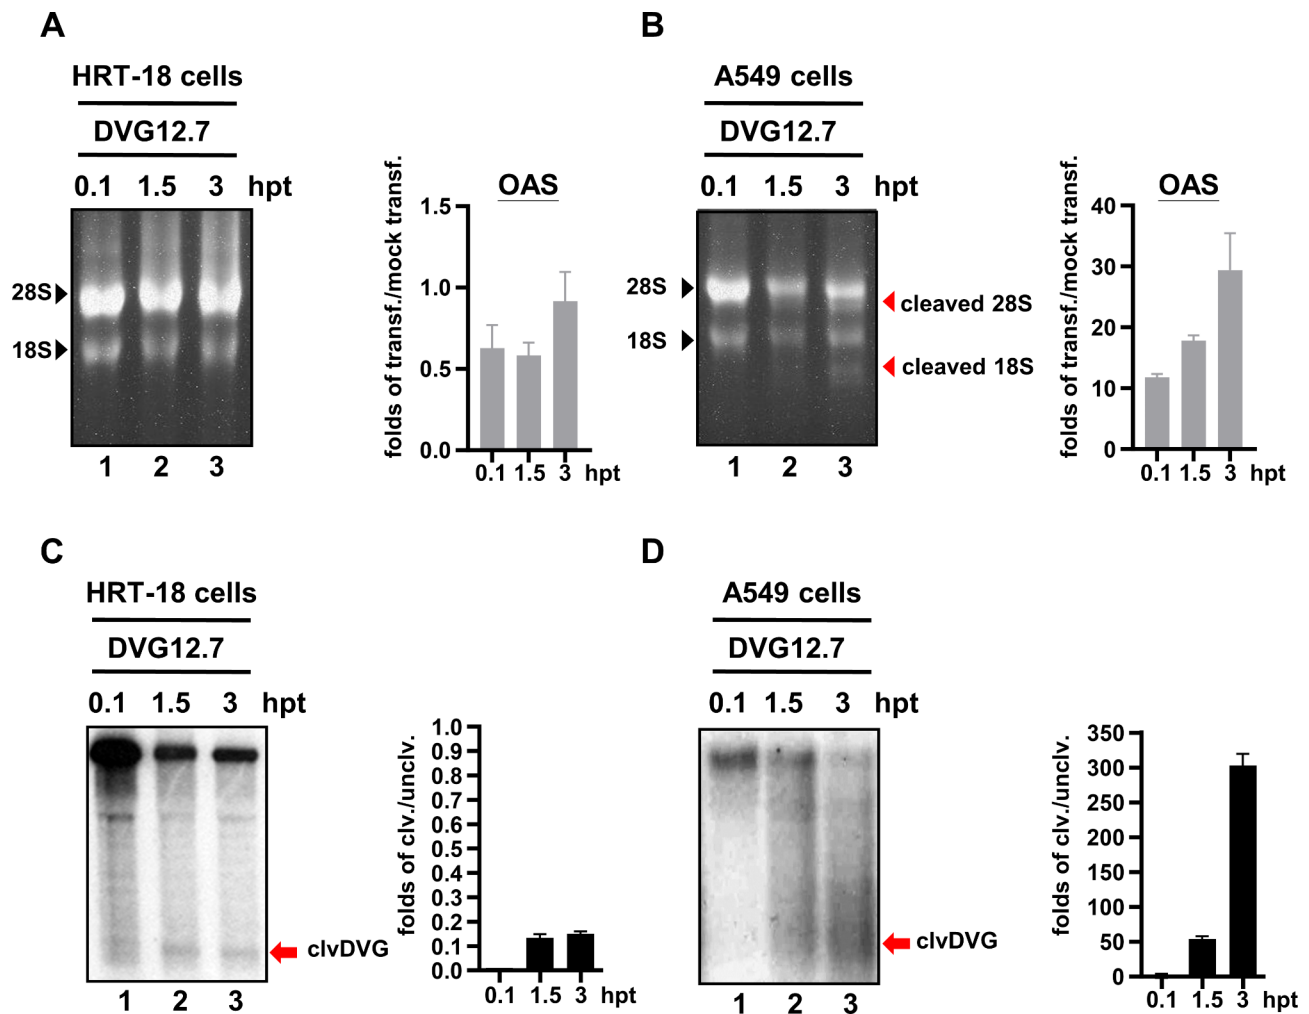 A
HRT-18 cells
DVG12.7
0.1 1.5 3 hpt
28S
18S
1 2 3
folds of transf./mock transf.
OAS
1.5
1.0
0.5
0.0
0.1 1.5 3 hpt
B
A549 cells
DVG12.7
0.1 1.5 3 hpt
28S
18S
cleaved 28S
cleaved 18S
1 2 3
folds of transf./mock transf.
OAS
40
30
20
10
0
0.1 1.5 3 hpt
C
HRT-18 cells
DVG12.7
0.1 1.5 3 hpt
clvDVG
1 2 3
folds of clv./unclv.
1.0
0.9
0.8
0.7
0.6
0.5
0.4
0.3
0.2
0.1
0.0
0.1 1.5 3 hpt
D
A549 cells
DVG12.7
0.1 1.5 3 hpt
clvDVG
1 2 3
folds of clv./unclv.
350
300
250
200
150
100
50
0
0.1 1.5 3 hpt